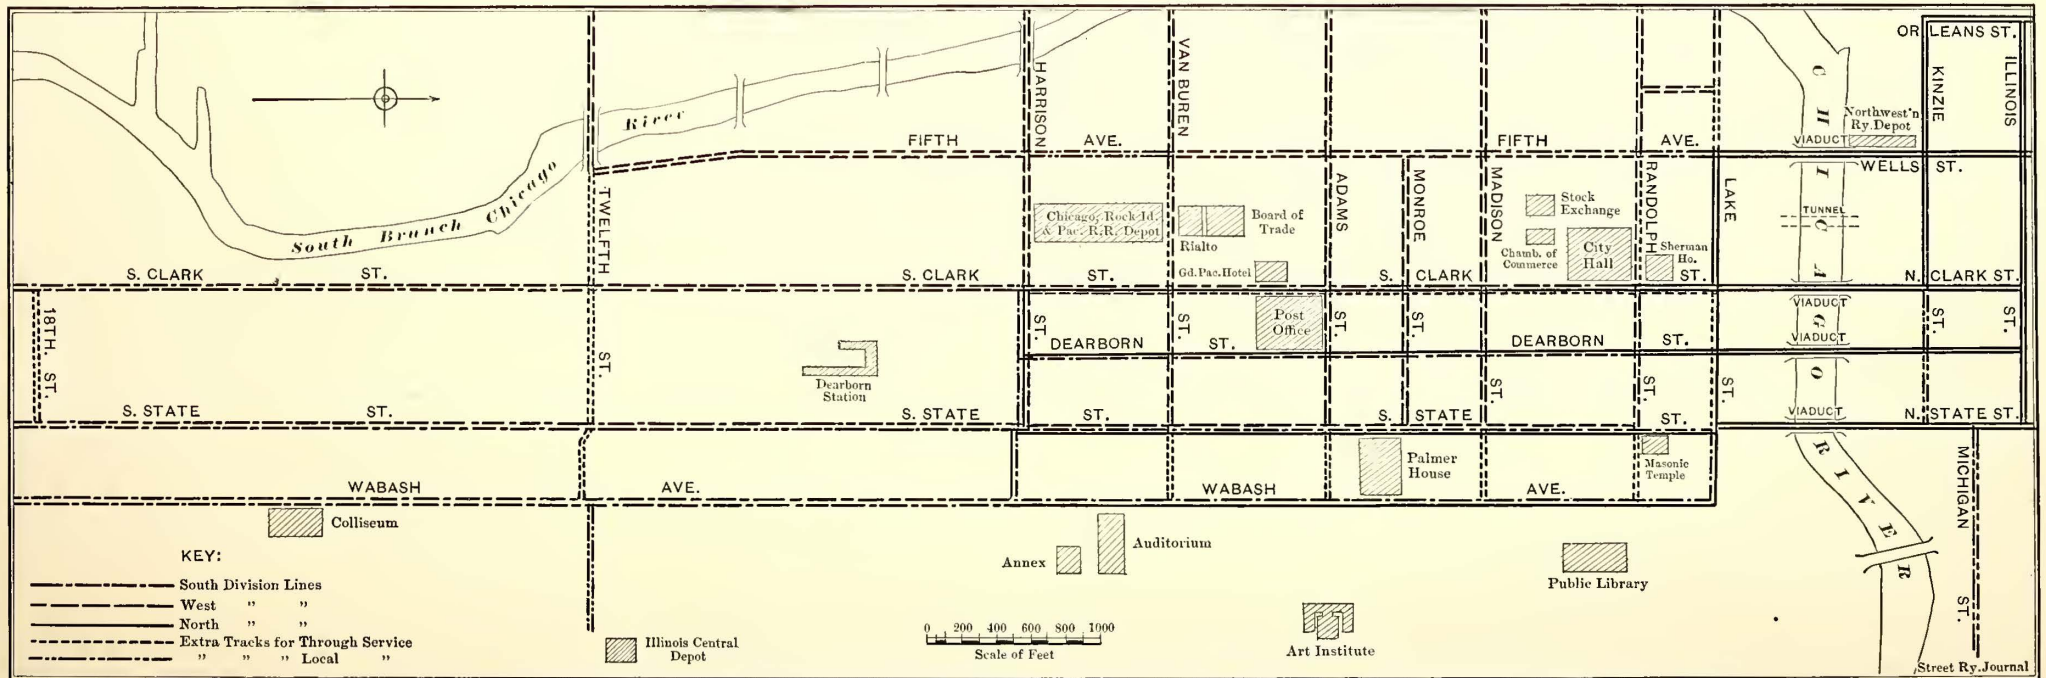 OR LEANS ST.
KINZIE
ILLINOIS
Northwest'n
Ry. Depot
VIADUCT
HARRISON
VAN BUREN
River
FIFTH
AVE.
FIFTH
AVE.
WELLS ST.
TWELFTH
ADAMS
MONROE
MADISON
RANDOLPH
LAKE
CHICAGO
TUNNEL
South Branch Chicago
Chicago, Rock Id.
& Pac. R.R. Depot
Rialto
Board of
Trade
Gd. Pac. Hotel
Stock
Exchange
Chamb. of
Commerce
City
Hall
Sherman
Ho.
S. CLARK
ST.
S. CLARK
ST.
S. CLARK
ST.
N. CLARK ST.
18TH. ST.
ST.
ST.
ST.
Post
Office
ST.
ST.
VIADUCT
VIADUCT
ST.
ST.
DEARBORN
ST.
DEARBORN
ST.
Dearborn
Station
ST.
ST.
ST.
VIADUCT
S. STATE
ST.
S. STATE
ST.
S. STATE
ST.
N. STATE ST.
Palmer
House
Masonic
Temple
RIVER
MICHIGAN ST.
WABASH
AVE.
WABASH
AVE.
Colliseum
Annex
Auditorium
Public Library
KEY:
South Division Lines
West " "
North " "
Extra Tracks for Through Service
" " " Local "
Illinois Central
Depot
0 200 400 600 800 1000
Scale of Feet
Art Institute
Street Ry. Journal